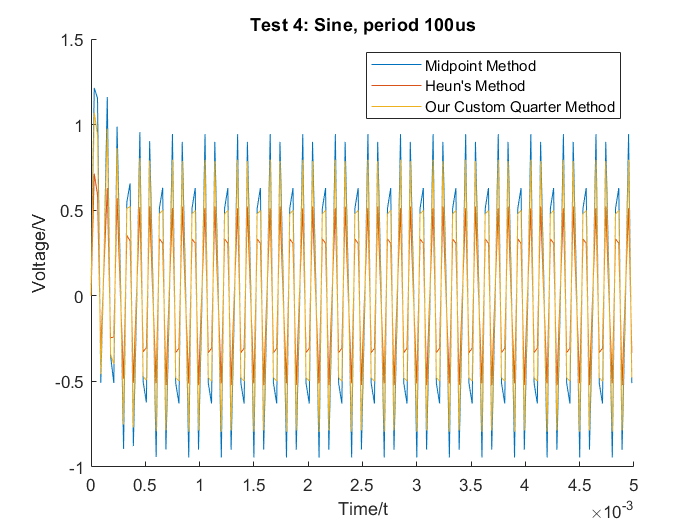 Test 4: Sine, period 100us
Midpoint Method
Heun's Method
Our Custom Quarter Method
Voltage/V
1.5
1
0.5
0
-0.5
-1
0 0.5 1 1.5 2 2.5 3 3.5 4 4.5 5
Time/t
×10⁻³